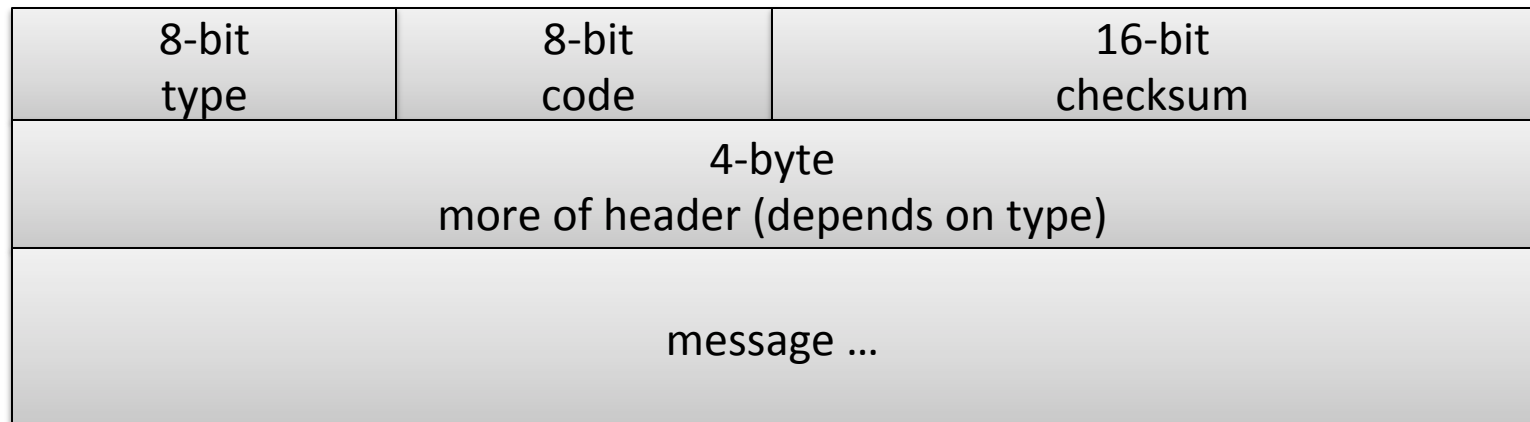 8-bit
type
8-bit
code
16-bit
checksum
4-byte
more of header (depends on type)
message …